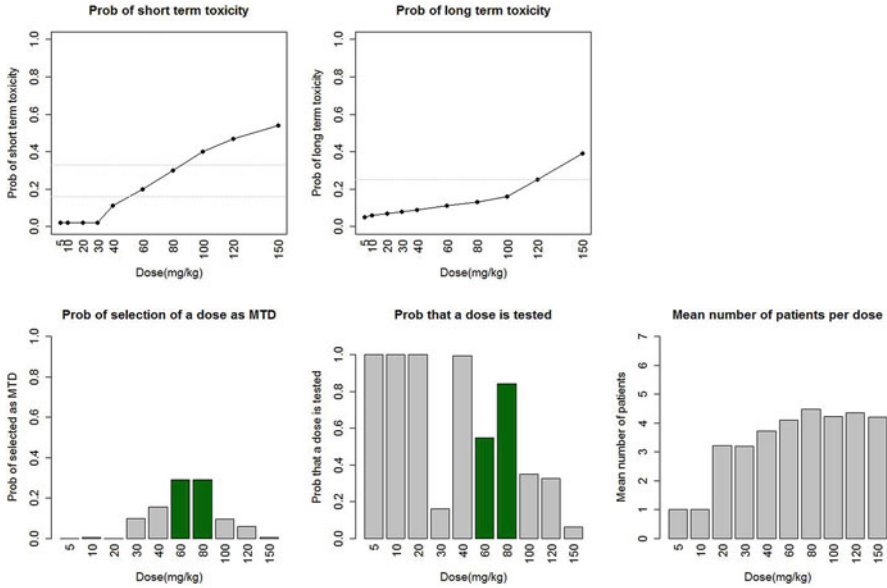 Prob of short term toxicity
Prob of short term toxicity
0.0 0.2 0.4 0.6 0.8 1.0
5 10 20 30 40 60 80 100 120 150
Dose(mg/kg)
Prob of long term toxicity
Prob of long term toxicity
0.0 0.2 0.4 0.6 0.8 1.0
5 10 20 30 40 60 80 100 120 150
Dose(mg/kg)
Prob of selection of a dose as MTD
Prob of selected as MTD
0.0 0.2 0.4 0.6 0.8 1.0
5 10 20 30 40 60 80 100 120 150
Dose(mg/kg)
Prob that a dose is tested
Prob that a dose is tested
0.0 0.2 0.4 0.6 0.8 1.0
5 10 20 30 40 60 80 100 120 150
Dose(mg/kg)
Mean number of patients per dose
Mean number of patients
0 1 2 3 4 5 6 7
5 10 20 30 40 60 80 100 120 150
Dose(mg/kg)